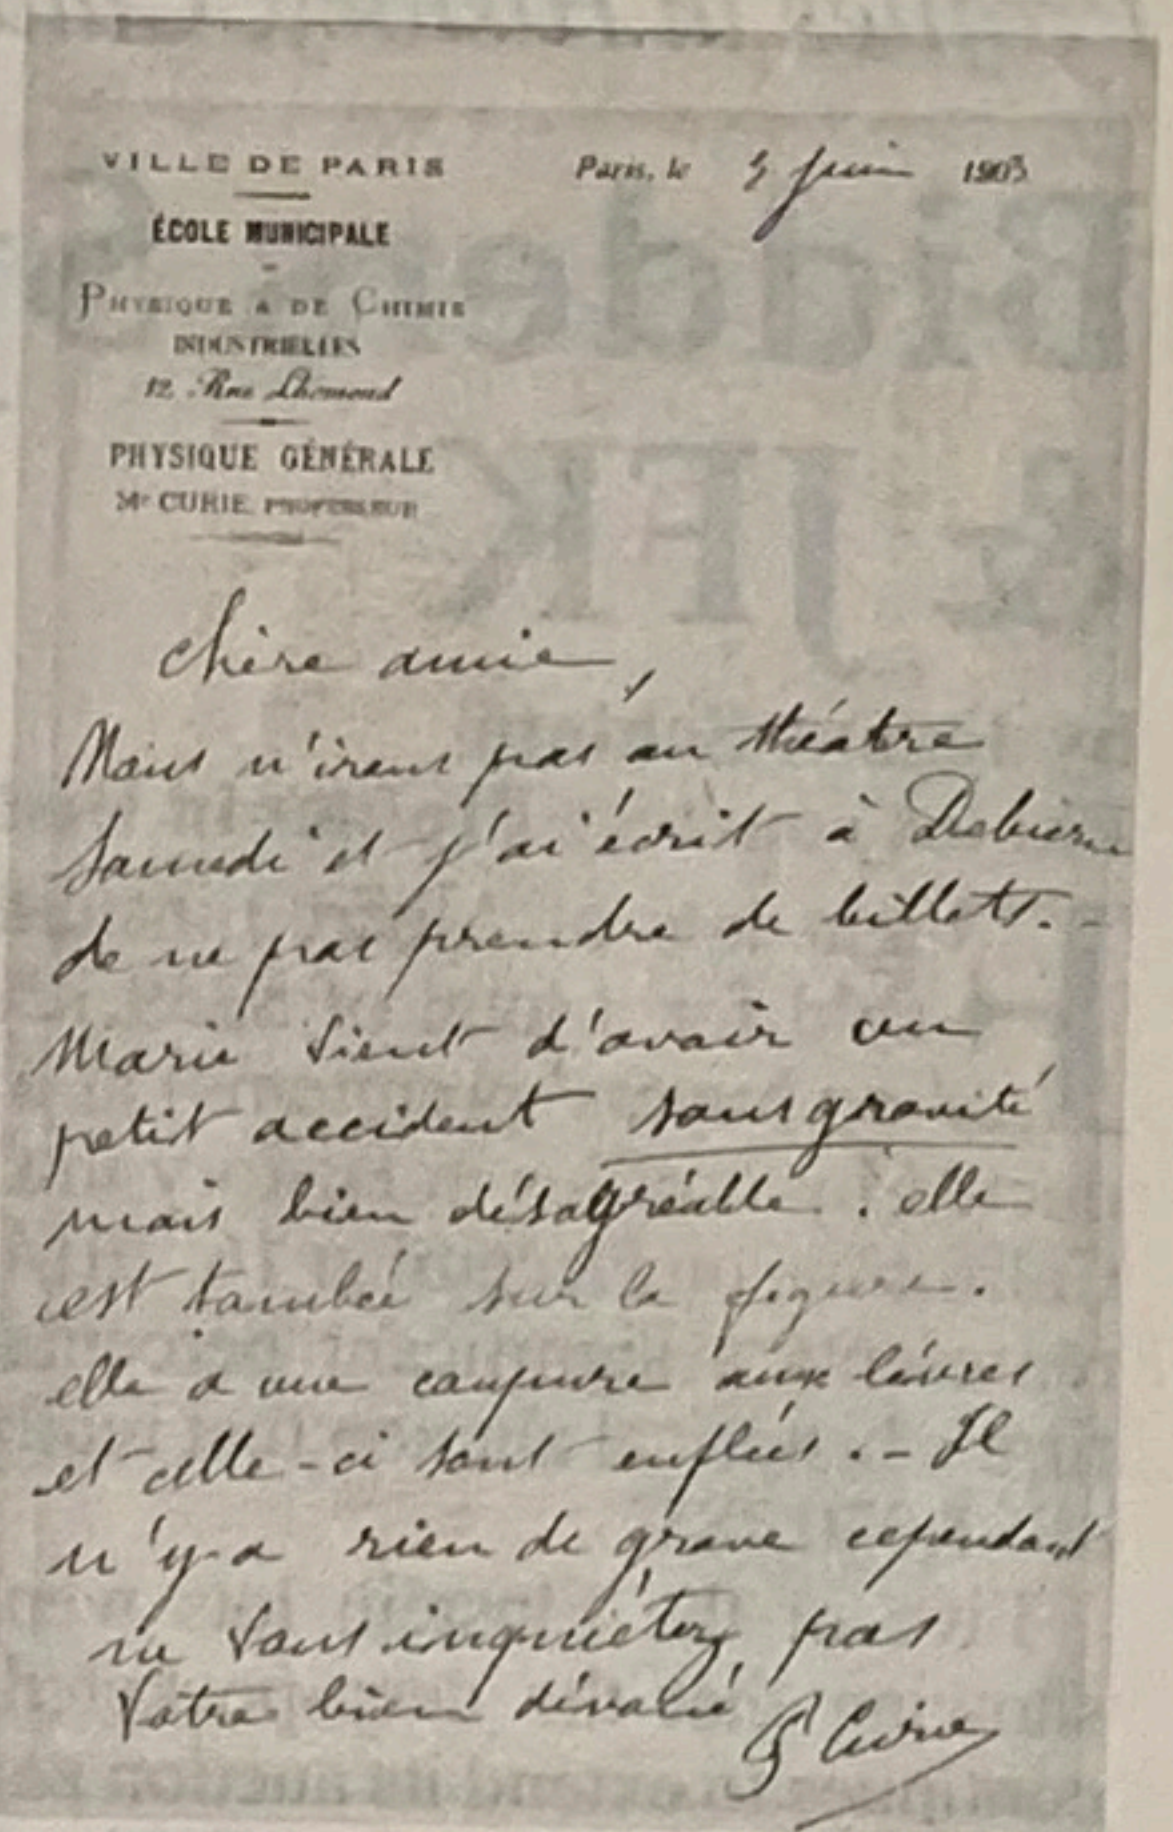 VILLE DE PARIS
Paris, le 3 Juin 1903
ÉCOLE MUNICIPALE
PHYSIQUE & DE CHIMIE
INDUSTRIELLES
12, Rue Lhomond
PHYSIQUE GÉNÉRALE
Mr CURIE, PROFESSEUR
chère amie,
Nous n'irons pas au théatre
Samedi et j'ai écrit à Debierne
de ne pas prendre de billets. -
Marie vient d'avoir un
petit accident sans gravité
mais bien désagréable. elle
est tombée sur la figure.
elle a une coupure aux lèvres
et celle-ci sont enflées. - Il
n'y a rien de grave cependant
ne vous inquiétez pas
Votre bien dévoué
P Curie